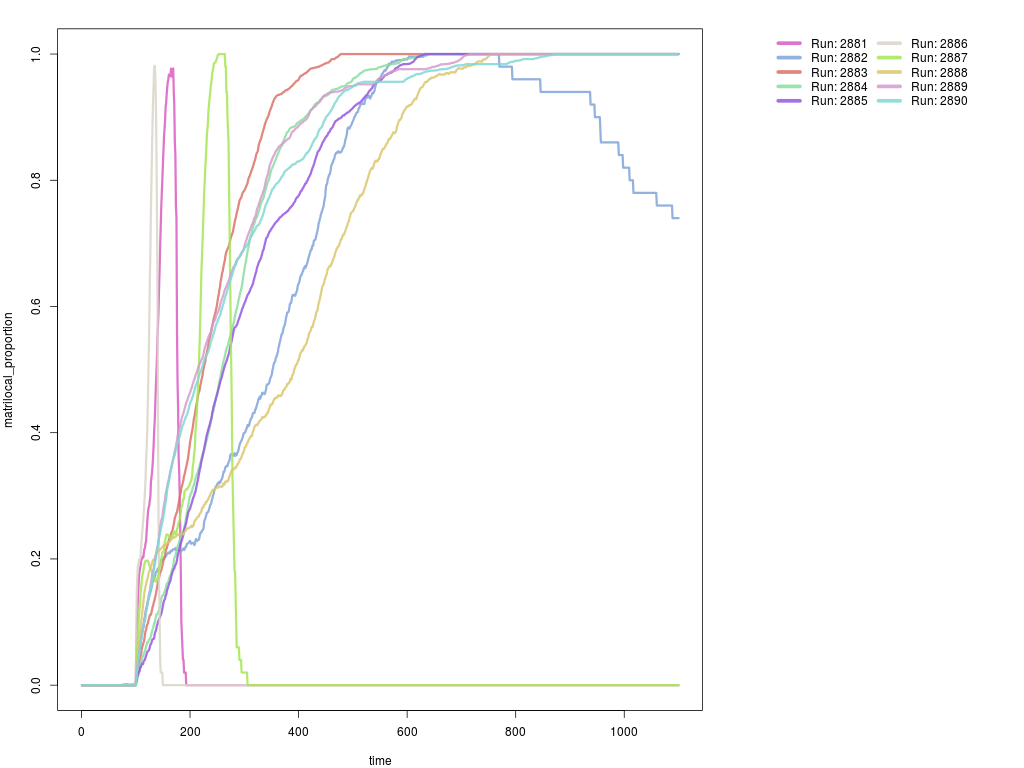 1.0
0.8
0.6
0.4
0.2
0.0
matrilocal_proportion
0 200 400 600 800 1000
time
Run: 2881 Run: 2886
Run: 2882 Run: 2887
Run: 2883 Run: 2888
Run: 2884 Run: 2889
Run: 2885 Run: 2890